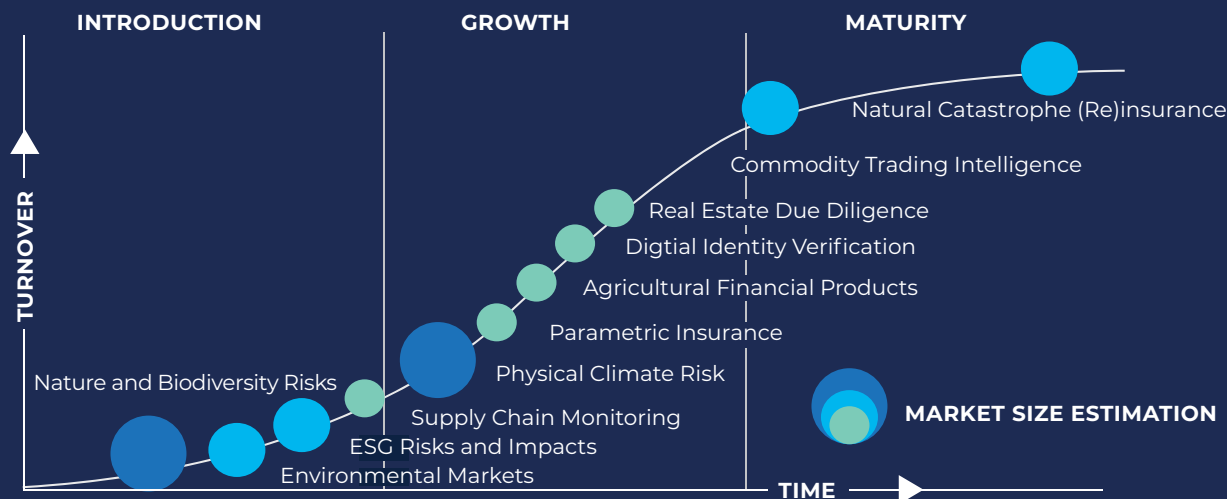 INTRODUCTION
GROWTH
MATURITY
Natural Catastrophe (Re)insurance
Commodity Trading Intelligence
Real Estate Due Diligence
Digtial Identity Verification
Agricultural Financial Products
Parametric Insurance
Physical Climate Risk
Nature and Biodiversity Risks
Supply Chain Monitoring
ESG Risks and Impacts
Environmental Markets
MARKET SIZE ESTIMATION
TURNOVER
TIME